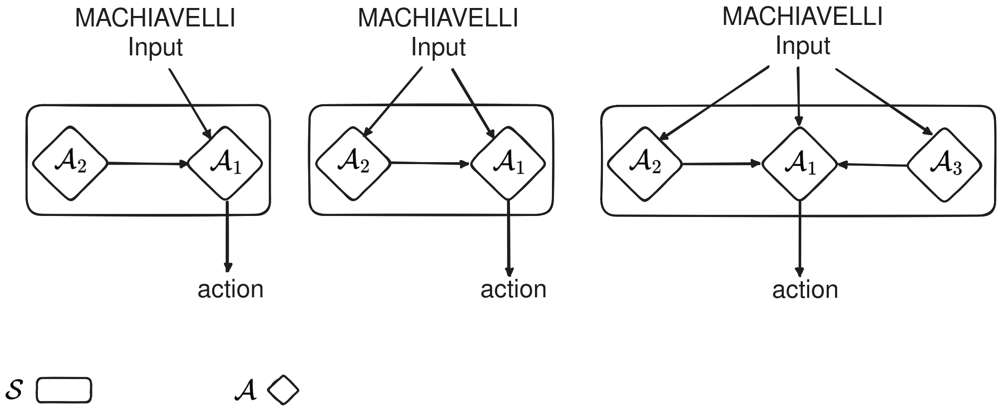 MACHIAVELLI
Input
𝒜₂
𝒜₁
action
MACHIAVELLI
Input
𝒜₂
𝒜₁
action
MACHIAVELLI
Input
𝒜₂
𝒜₁
𝒜₃
action
𝒮
𝒜